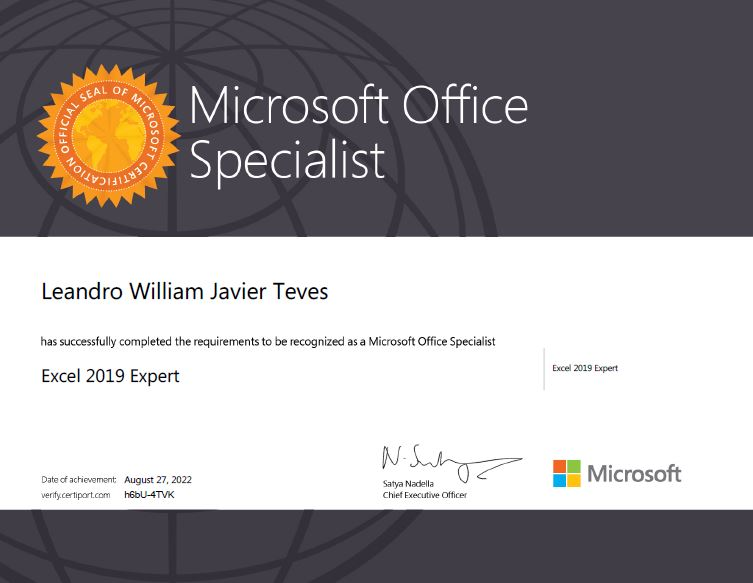 OFFICIAL SEAL OF MICROSOFT CERTIFICATION
Microsoft Office
Specialist
Leandro William Javier Teves
has successfully completed the requirements to be recognized as a Microsoft Office Specialist
Excel 2019 Expert
Excel 2019 Expert
Date of achievement: August 27, 2022
verify.certiport.com h6bU-4TVK
Satya Nadella
Chief Executive Officer
Microsoft